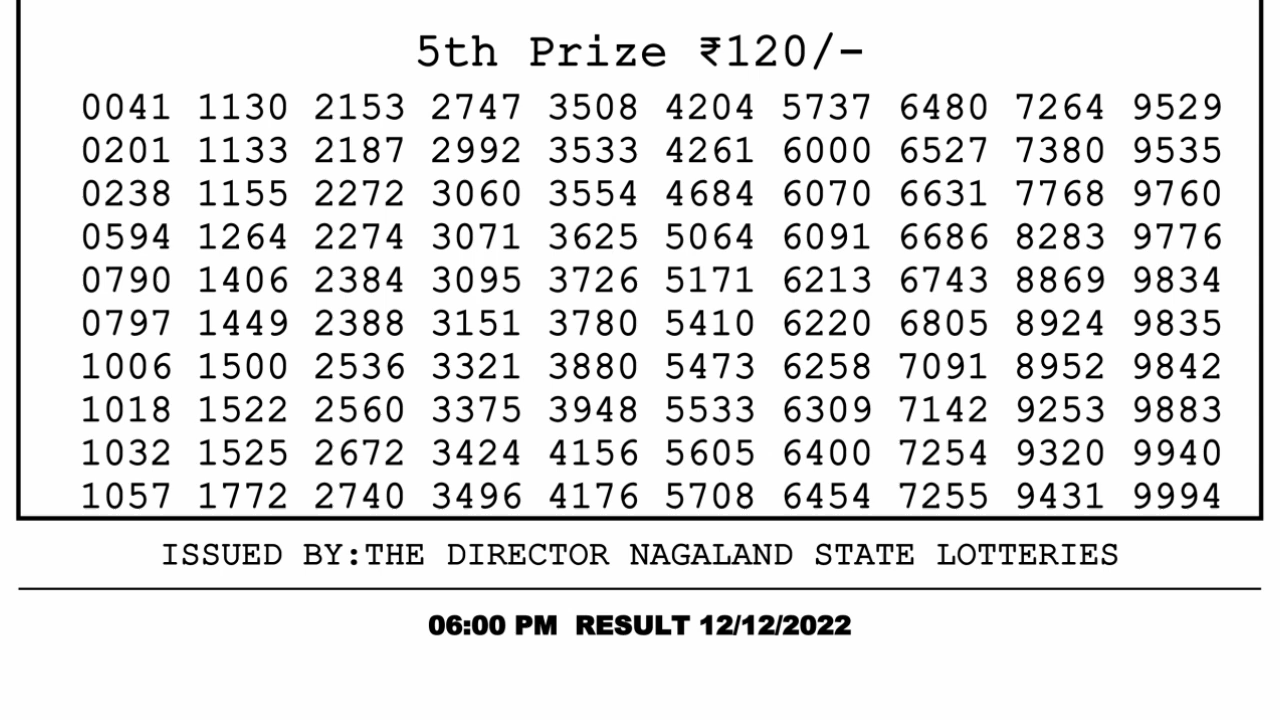 5th Prize ₹120/-
0041 1130 2153 2747 3508 4204 5737 6480 7264 9529
0201 1133 2187 2992 3533 4261 6000 6527 7380 9535
0238 1155 2272 3060 3554 4684 6070 6631 7768 9760
0594 1264 2274 3071 3625 5064 6091 6686 8283 9776
0790 1406 2384 3095 3726 5171 6213 6743 8869 9834
0797 1449 2388 3151 3780 5410 6220 6805 8924 9835
1006 1500 2536 3321 3880 5473 6258 7091 8952 9842
1018 1522 2560 3375 3948 5533 6309 7142 9253 9883
1032 1525 2672 3424 4156 5605 6400 7254 9320 9940
1057 1772 2740 3496 4176 5708 6454 7255 9431 9994
ISSUED BY:THE DIRECTOR NAGALAND STATE LOTTERIES
06:00 PM RESULT 12/12/2022